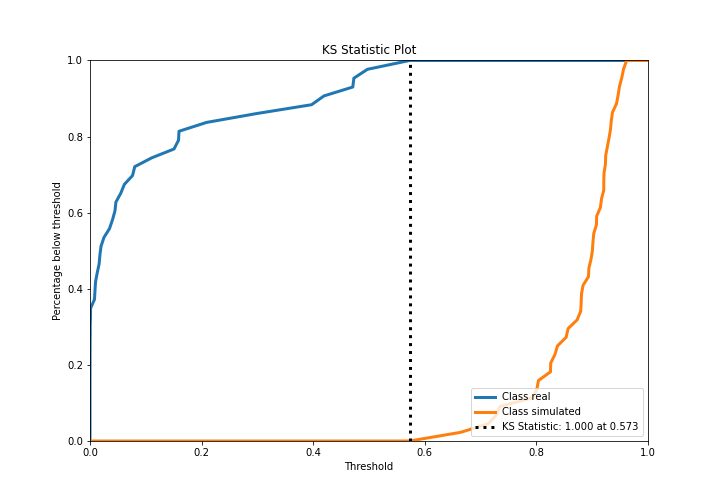 KS Statistic Plot
1.0
0.8
0.6
0.4
0.2
0.0
Percentage below threshold
Class real
Class simulated
KS Statistic: 1.000 at 0.573
0.0 0.2 0.4 0.6 0.8 1.0
Threshold